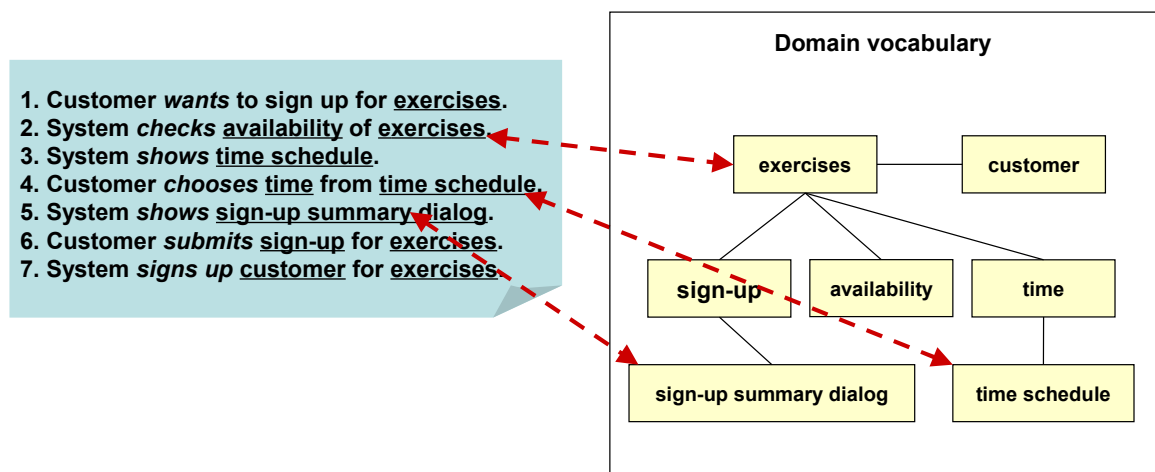 1. Customer wants to sign up for exercises.
2. System checks availability of exercises.
3. System shows time schedule.
4. Customer chooses time from time schedule.
5. System shows sign-up summary dialog.
6. Customer submits sign-up for exercises.
7. System signs up customer for exercises.
Domain vocabulary
exercises
customer
sign-up
availability
time
sign-up summary dialog
time schedule